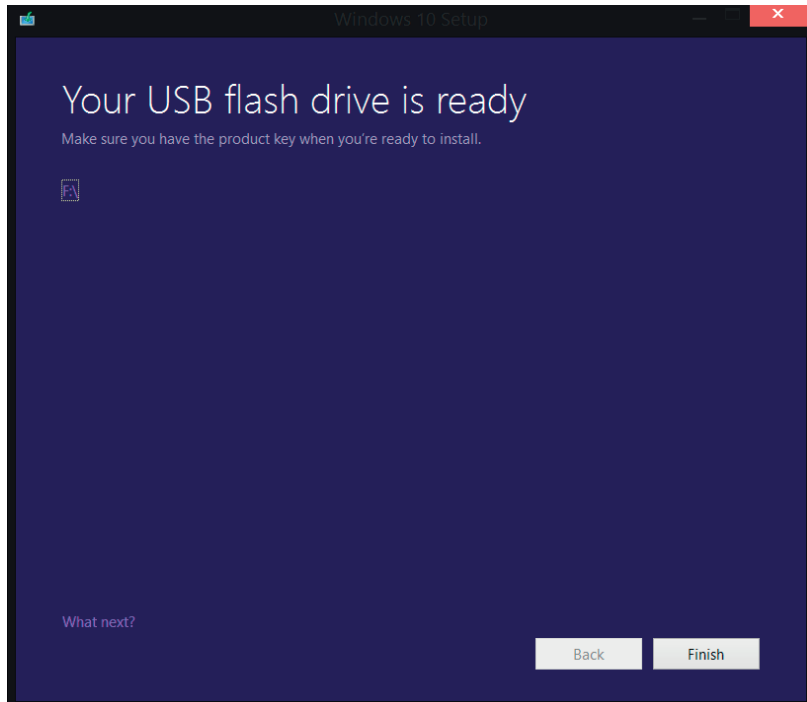 Windows 10 Setup
Your USB flash drive is ready
Make sure you have the product key when you're ready to install.
F:\
What next?
Back
Finish